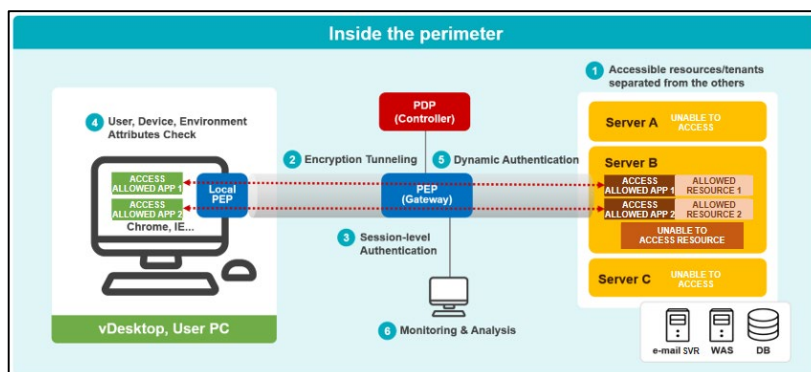 Inside the perimeter
1 Accessible resources/tenants
separated from the others
4 User, Device, Environment
Attributes Check
PDP
(Controller)
Server A
UNABLE TO
ACCESS
2 Encryption Tunneling
5 Dynamic Authentication
Server B
ACCESS
ALLOWED APP 1
Local
PEP
PEP
(Gateway)
ACCESS
ALLOWED APP 1
ALLOWED
RESOURCE 1
ACCESS
ALLOWED APP 2
ACCESS
ALLOWED APP 2
ALLOWED
RESOURCE 2
Chrome, IE...
UNABLE TO
ACCESS RESOURCE
3 Session-level
Authentication
Server C
UNABLE TO
ACCESS
vDesktop, User PC
6 Monitoring & Analysis
e-mail SVR
WAS
DB